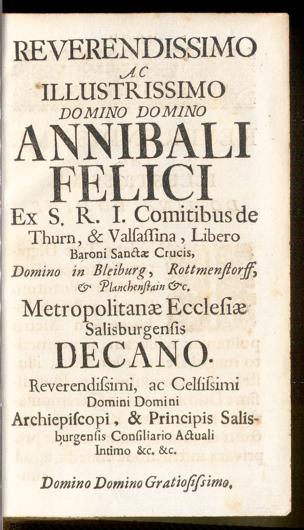 REVERENDISSIMO
AC
ILLUSTRISSIMO
DOMINO DOMINO
ANNIBALI
FELICI
Ex S. R. I. Comitibus de
Thurn, & Valsassina, Libero
Baroni Sanctæ Crucis,
Domino in Bleiburg, Rottmenstorff,
& Planchenstain &c.
Metropolitanæ Ecclesiæ
Salisburgensis
DECANO.
Reverendissimi, ac Celsissimi
Domini Domini
Archiepiscopi, & Principis Salis-
burgensis Consiliario Actuali
Intimo &c. &c.
Domino Domino Gratiosissimo.